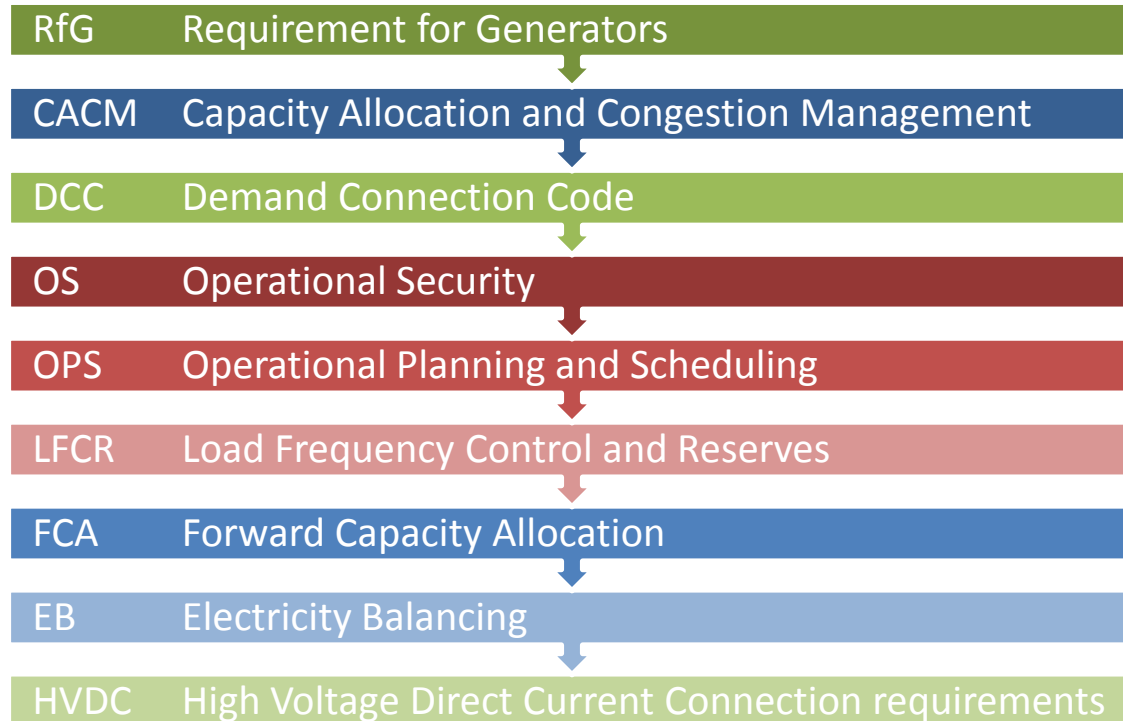 RfG Requirement for Generators
CACM Capacity Allocation and Congestion Management
DCC Demand Connection Code
OS Operational Security
OPS Operational Planning and Scheduling
LFCR Load Frequency Control and Reserves
FCA Forward Capacity Allocation
EB Electricity Balancing
HVDC High Voltage Direct Current Connection requirements